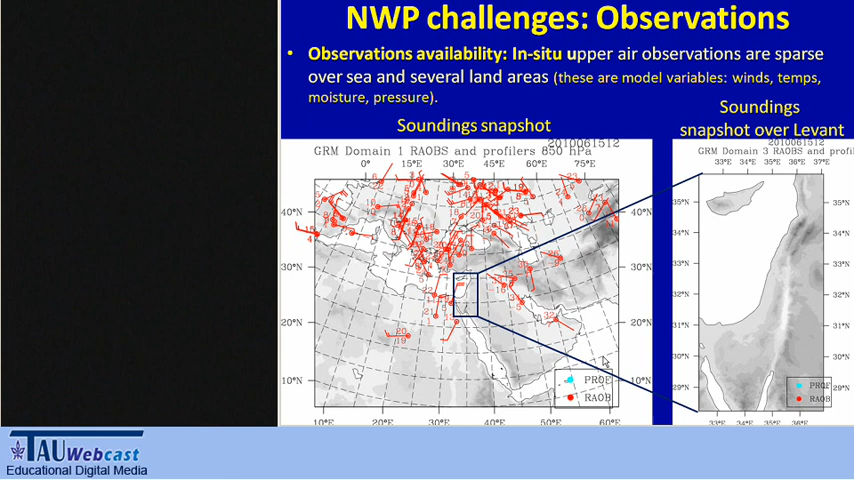 NWP challenges: Observations
• Observations availability: In-situ upper air observations are sparse
over sea and several land areas (these are model variables: winds, temps,
moisture, pressure).
Soundings snapshot
Soundings
snapshot over Levant
2010061512
GRM Domain 1 RAOBS and profilers 850 hPa
0° 15°E 30°E 45°E 60°E 75°E
40°N 40°N
30°N 30°N
20°N 20°N
10°N 10°N
PROF
RAOB
10°E 20°E 30°E 40°E 50°E 60°E
2010061512
GRM Domain 3 RAOBS and profil
33°E 34°E 35°E 36°E 37°E
35°N 35°N
34°N 34°N
33°N 33°N
32°N 32°N
31°N 31°N
30°N 30°N
29°N 29°N
PROF
RAOB
33°E 34°E 35°E 36°E
TAU Webcast
Educational Digital Media